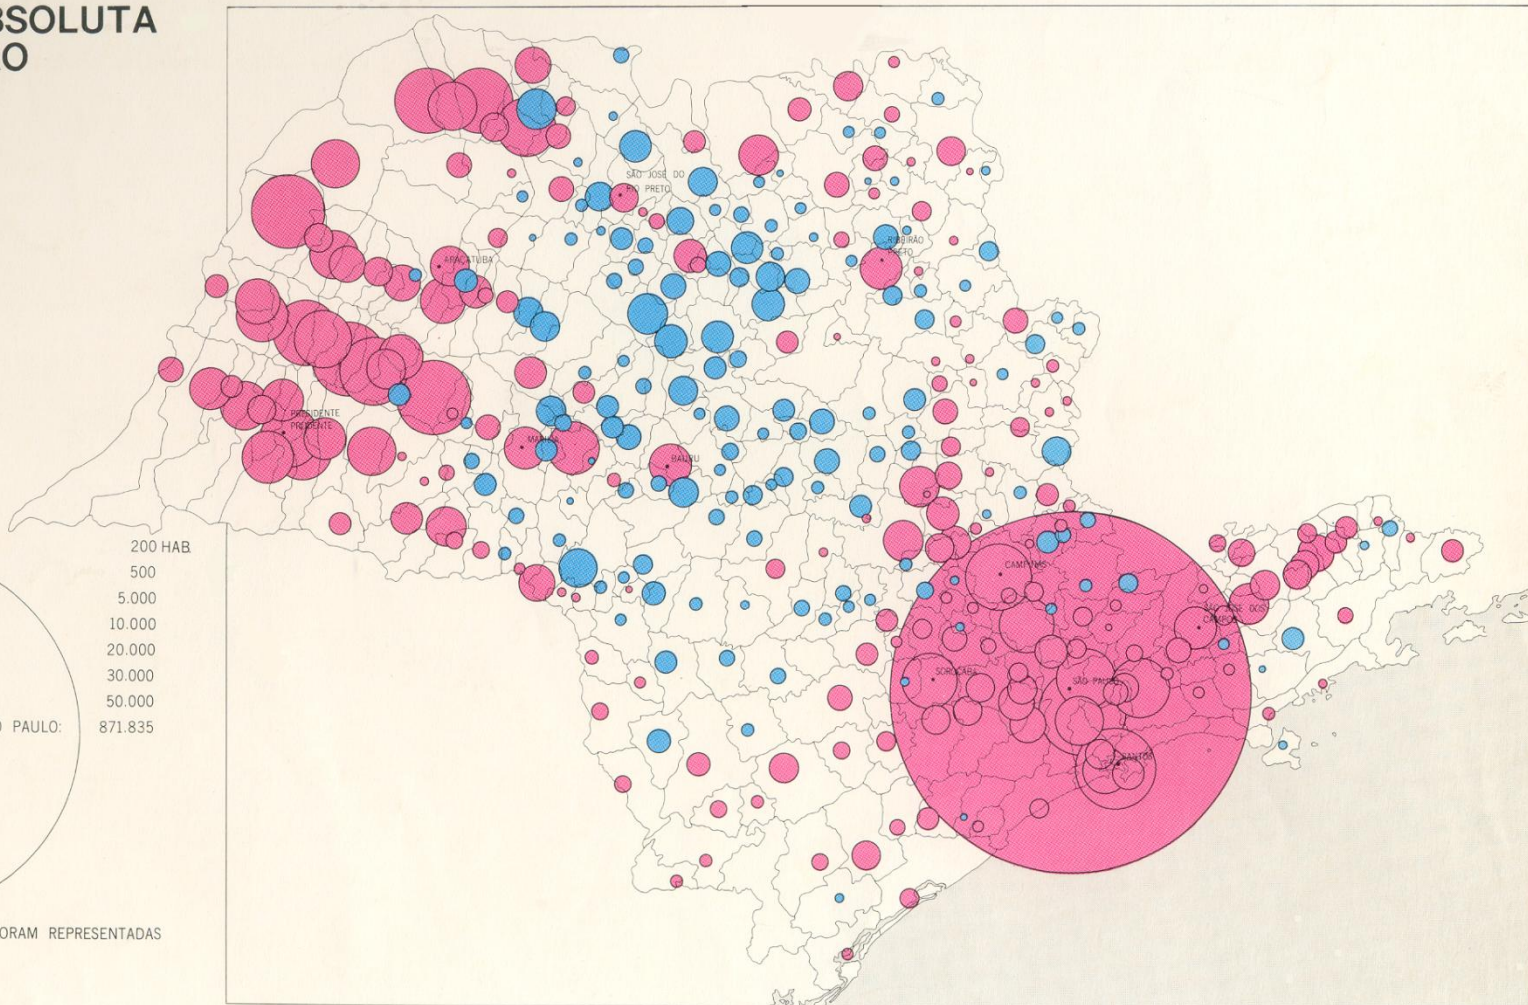 BSOLUTA
O
200 HAB.
500
5.000
10.000
20.000
30.000
50.000
PAULO: 871.835
ORAM REPRESENTADAS
SÃO JOSÉ DO
RIO PRETO
RIBEIRÃO
PRETO
ARAÇATUBA
PRESIDENTE
PRUDENTE
MARÍLIA
BAURU
CAMPINAS
SÃO JOSÉ DOS
CAMPOS
SOROCABA
SÃO PAULO
SANTOS